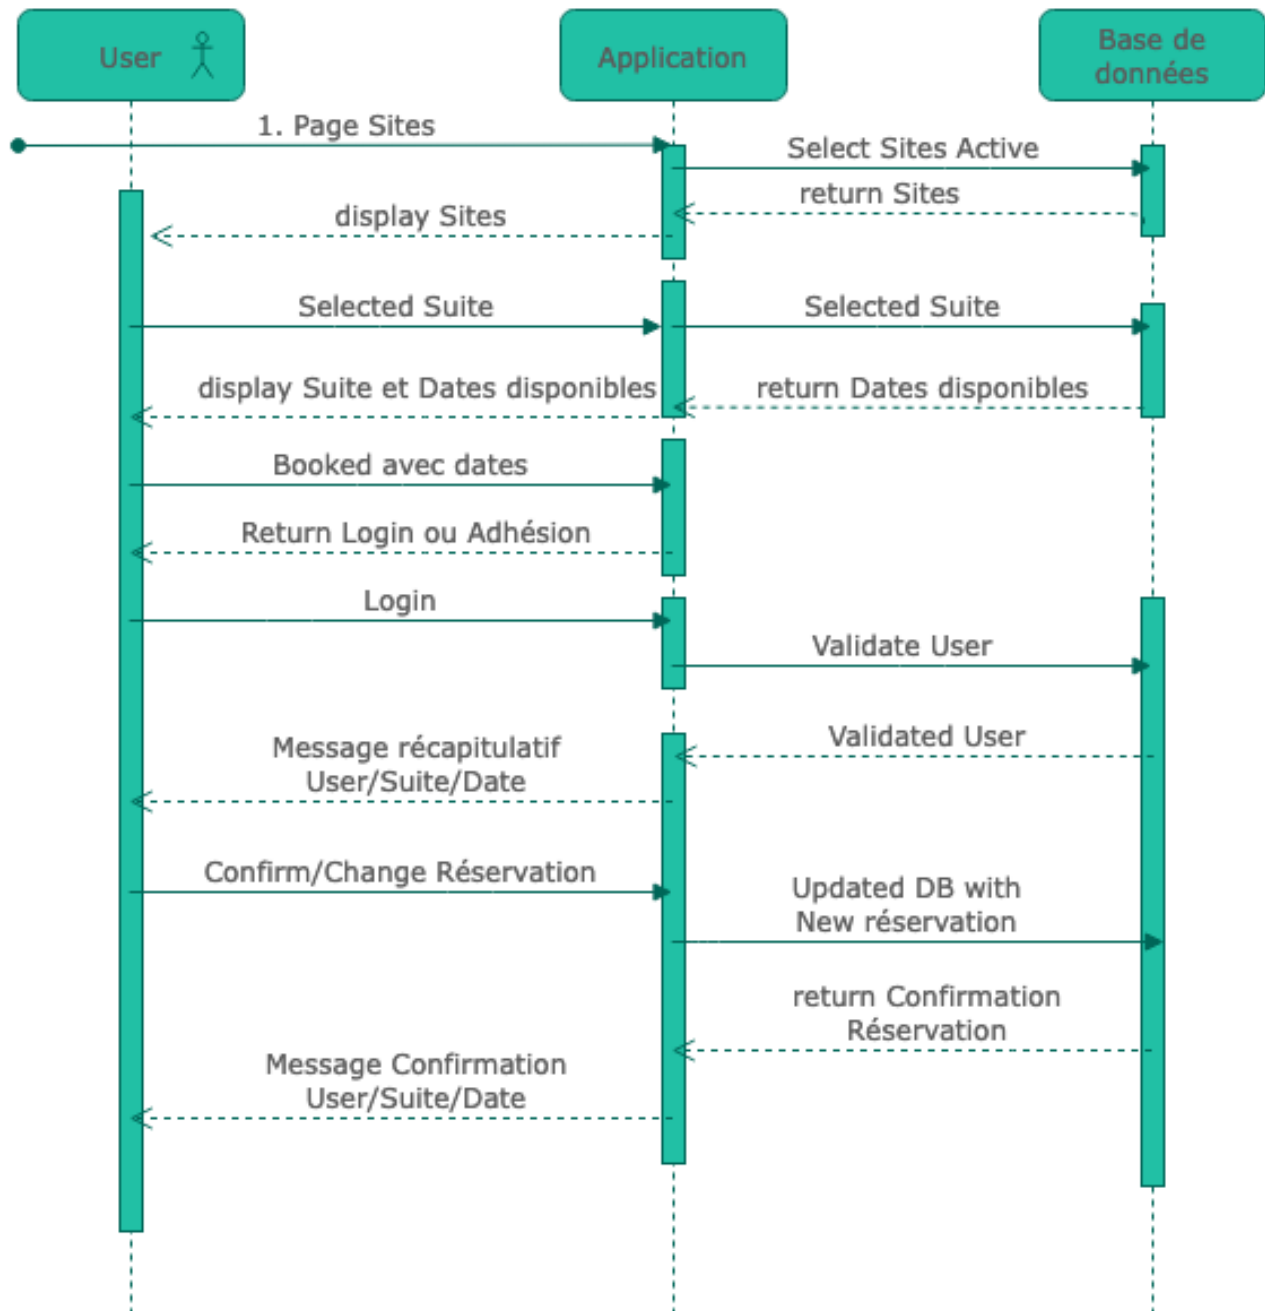 User
Application
Base de
données
1. Page Sites
Select Sites Active
return Sites
display Sites
Selected Suite
Selected Suite
display Suite et Dates disponibles
return Dates disponibles
Booked avec dates
Return Login ou Adhésion
Login
Validate User
Validated User
Message récapitulatif
User/Suite/Date
Confirm/Change Réservation
Updated DB with
New réservation
return Confirmation
Réservation
Message Confirmation
User/Suite/Date